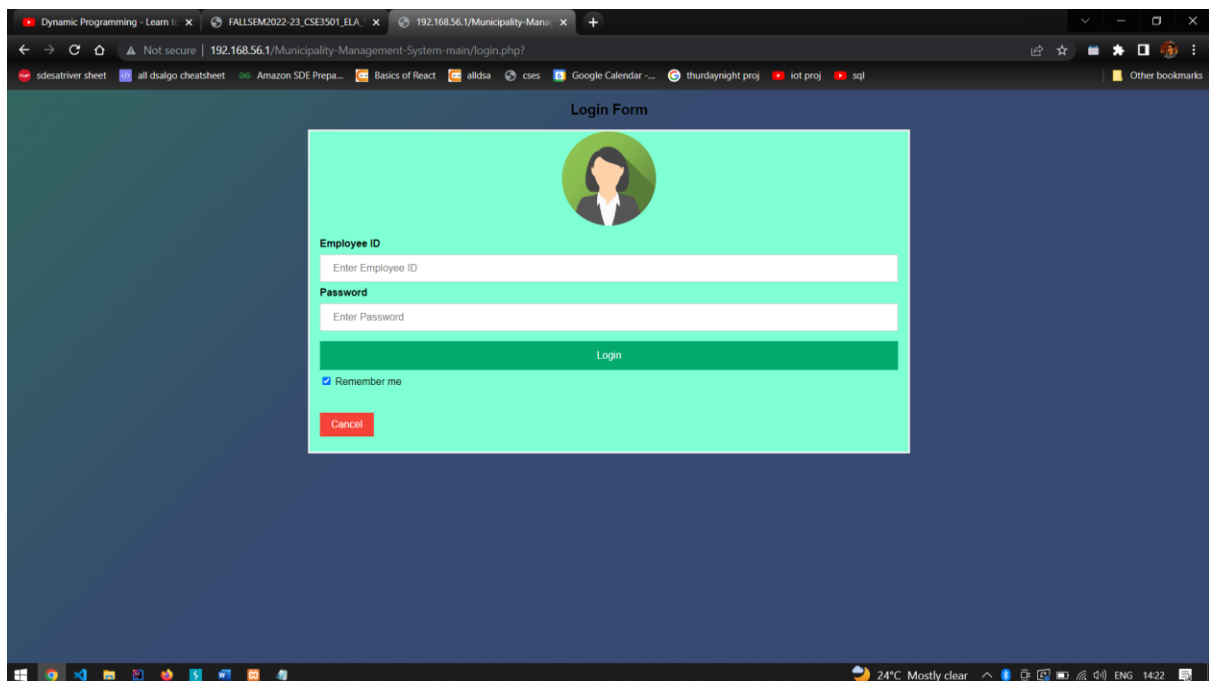 Dynamic Programming - Learn to
FALLSEM2022-23_CSE3501_ELA_
192.168.56.1/Municipality-Manag
Not secure | 192.168.56.1/Municipality-Management-System-main/login.php?
sdesatriver sheet all dsalgo cheatsheet Amazon SDE Prepa... Basics of React alldsa cses Google Calendar -... thurdaynight proj iot proj sql Other bookmarks
Login Form
Employee ID
Enter Employee ID
Password
Enter Password
Login
Remember me
Cancel
24°C Mostly clear ENG 14:22